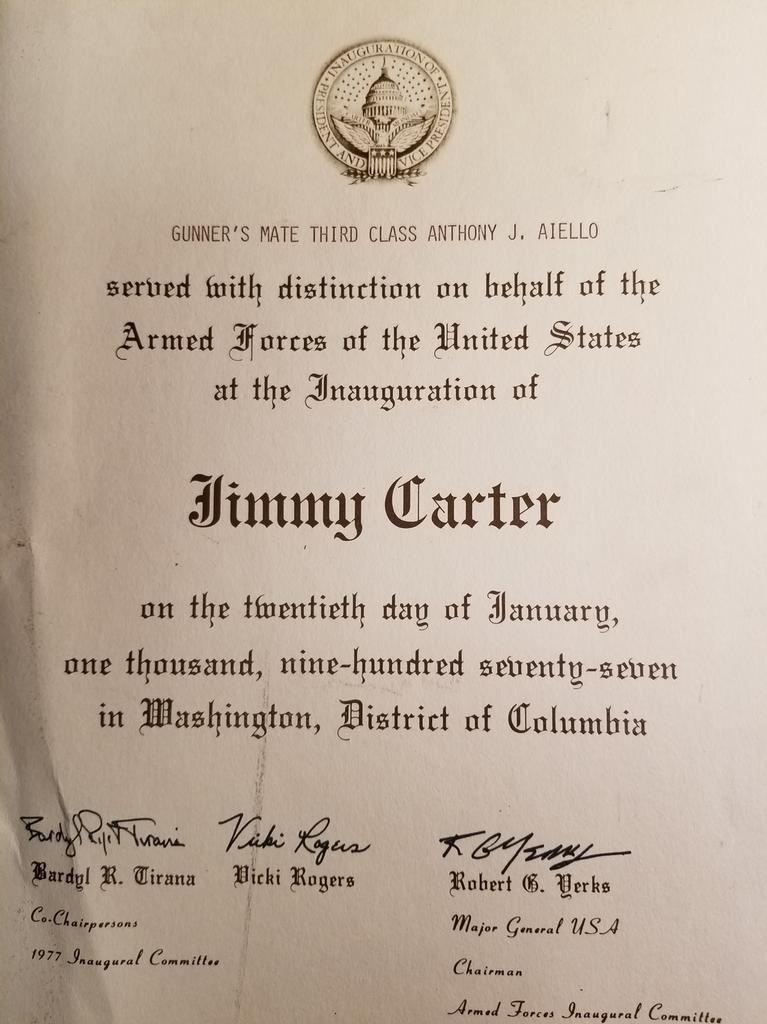 INAUGURATION OF PRESIDENT AND VICE PRESIDENT
GUNNER'S MATE THIRD CLASS ANTHONY J. AIELLO
served with distinction on behalf of the
Armed Forces of the United States
at the Inauguration of
Jimmy Carter
on the twentieth day of January,
one thousand, nine-hundred seventy-seven
in Washington, District of Columbia
Bardyl R. Tirana Vicki Rogers
Bardyl R. Tirana Vicki Rogers
Co-Chairpersons
1977 Inaugural Committee
R G Yerks
Robert G. Yerks
Major General USA
Chairman
Armed Forces Inaugural Committee